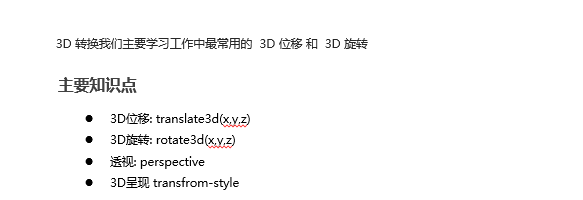 3D 转换我们主要学习工作中最常用的 3D 位移 和 3D 旋转
主要知识点
● 3D位移: translate3d(x,y,z)
● 3D旋转: rotate3d(x,y,z)
● 透视: perspective
● 3D呈现 transfrom-style